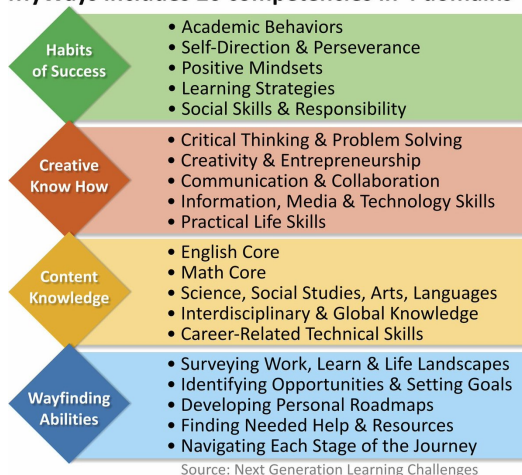 Habits
of Success
• Academic Behaviors
• Self-Direction & Perseverance
• Positive Mindsets
• Learning Strategies
• Social Skills & Responsibility
Creative
Know How
• Critical Thinking & Problem Solving
• Creativity & Entrepreneurship
• Communication & Collaboration
• Information, Media & Technology Skills
• Practical Life Skills
Content
Knowledge
• English Core
• Math Core
• Science, Social Studies, Arts, Languages
• Interdisciplinary & Global Knowledge
• Career-Related Technical Skills
Wayfinding
Abilities
• Surveying Work, Learn & Life Landscapes
• Identifying Opportunities & Setting Goals
• Developing Personal Roadmaps
• Finding Needed Help & Resources
• Navigating Each Stage of the Journey
Source: Next Generation Learning Challenges